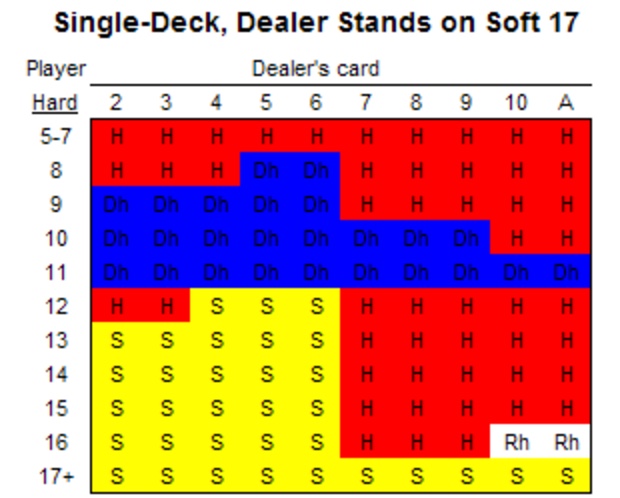 Single-Deck, Dealer Stands on Soft 17
Player Dealer's card
Hard 2 3 4 5 6 7 8 9 10 A
5-7 H H H H H H H H H H
8 H H H Dh Dh H H H H H
9 Dh Dh Dh Dh Dh H H H H H
10 Dh Dh Dh Dh Dh Dh Dh Dh H H
11 Dh Dh Dh Dh Dh Dh Dh Dh Dh Dh
12 H H S S S H H H H H
13 S S S S S H H H H H
14 S S S S S H H H H H
15 S S S S S H H H H H
16 S S S S S H H H Rh Rh
17+ S S S S S S S S S S